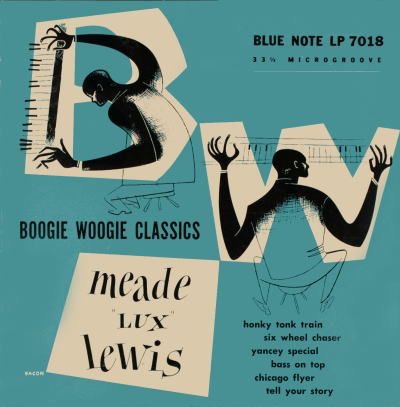 B
BLUE NOTE LP 7018
33⅓ MICROGROOVE
W
BOOGIE WOOGIE CLASSICS
meade
"LUX"
Lewis
BACON
honky tonk train
six wheel chaser
yancey special
bass on top
chicago flyer
tell your story